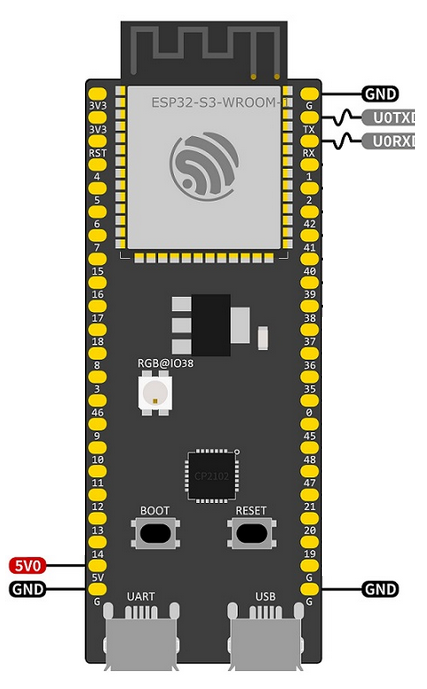 ESP32-S3-WROOM-1
GND
3V3
G
U0TXD
3V3
TX
U0RXD
RST
RX
4
1
5
2
6
42
7
41
15
40
16
39
17
38
18
37
RGB@IO38
8
36
3
35
46
0
9
45
CP2102
10
48
11
47
BOOT
RESET
12
21
13
20
14
19
5V0
5V
G
GND
GND
UART
USB
G
G